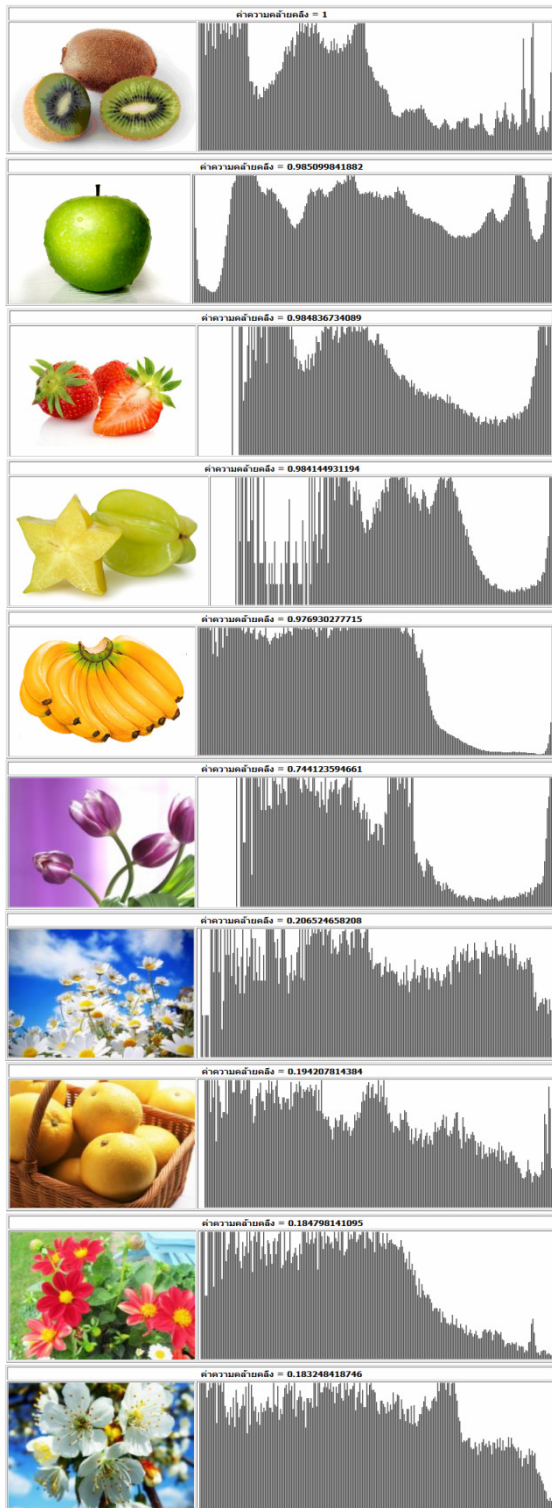 ค่าความคล้ายคลึง = 1
ค่าความคล้ายคลึง = 0.985099841882
ค่าความคล้ายคลึง = 0.984836734089
ค่าความคล้ายคลึง = 0.984144931194
ค่าความคล้ายคลึง = 0.976930277715
ค่าความคล้ายคลึง = 0.744123594661
ค่าความคล้ายคลึง = 0.206524658208
ค่าความคล้ายคลึง = 0.194207814384
ค่าความคล้ายคลึง = 0.184798141095
ค่าความคล้ายคลึง = 0.183248418746